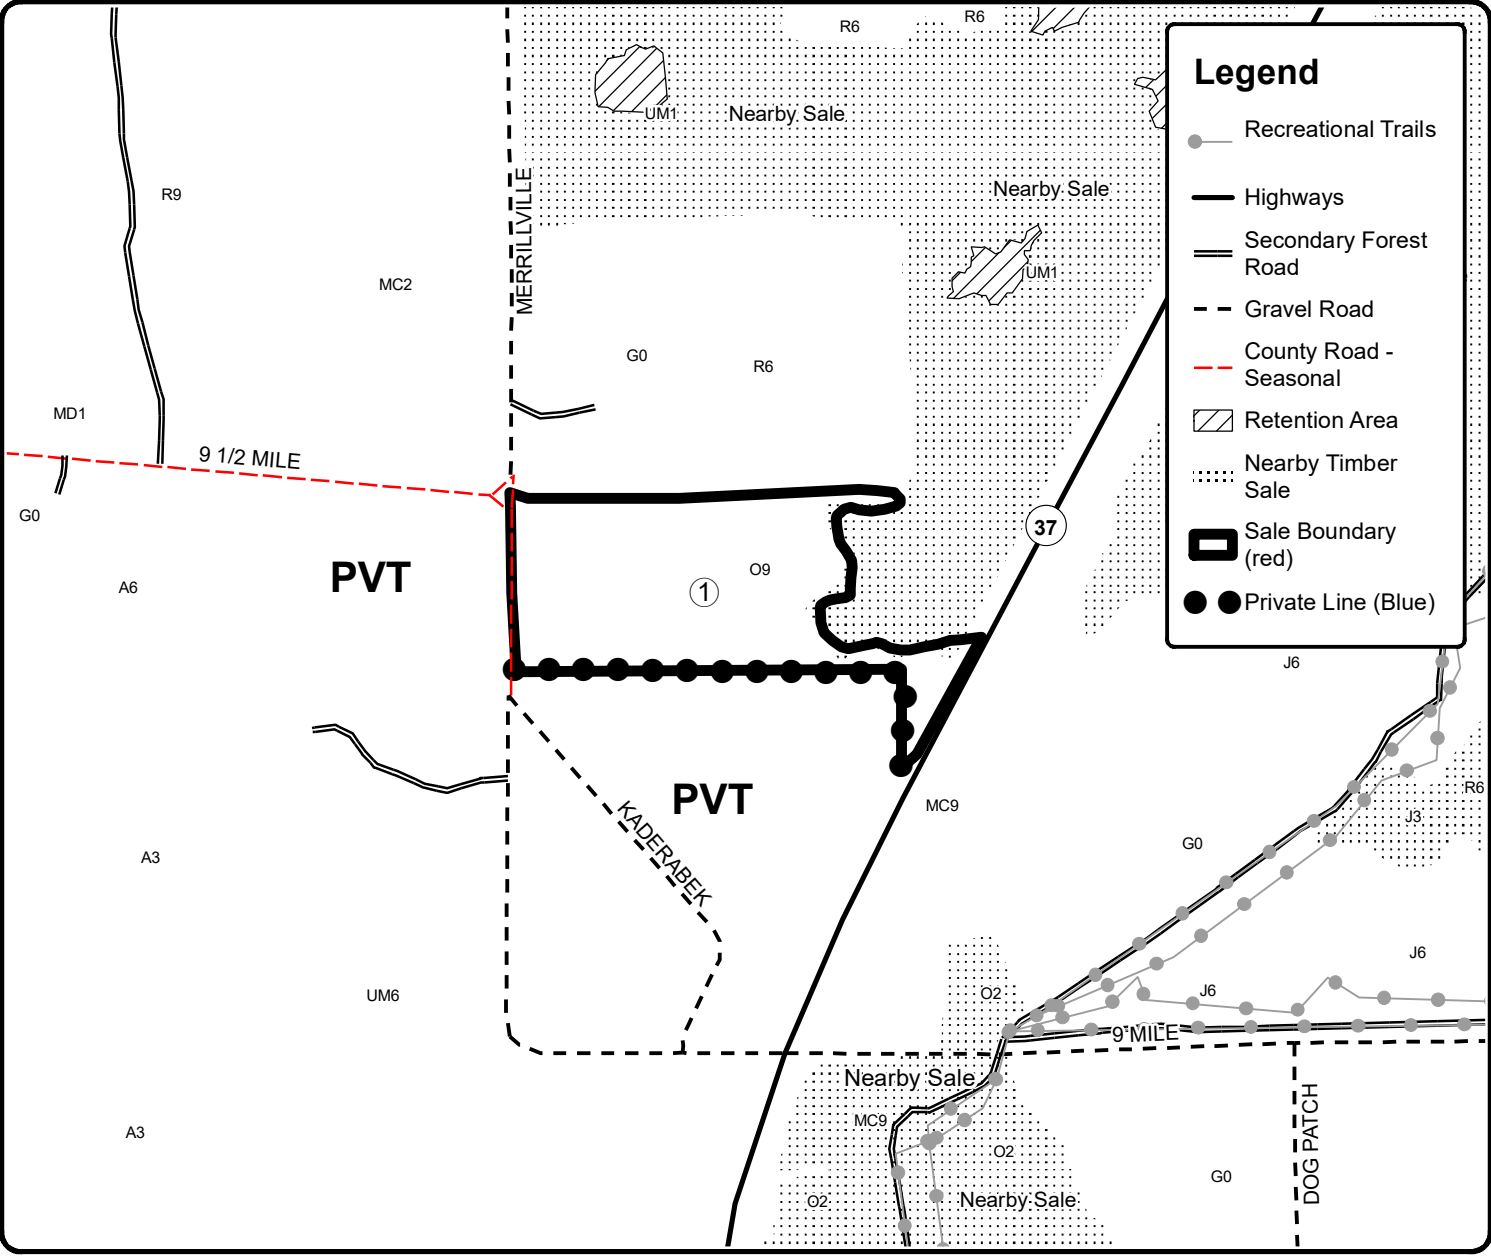 R6
R6
Legend
Recreational Trails
Highways
Secondary Forest
Road
Gravel Road
County Road -
Seasonal
Retention Area
Nearby Timber
Sale
Sale Boundary
(red)
Private Line (Blue)
UM1
Nearby Sale
MERRILLVILLE
R9
Nearby Sale
UM1
MC2
G0
R6
MD1
9 1/2 MILE
G0
37
PVT
A6
O9
1
J6
PVT
MC9
R6
J3
KADERABEK
A3
G0
J6
UM6
O2
J6
9 MILE
Nearby Sale
MC9
A3
DOG PATCH
O2
G0
O2
Nearby Sale